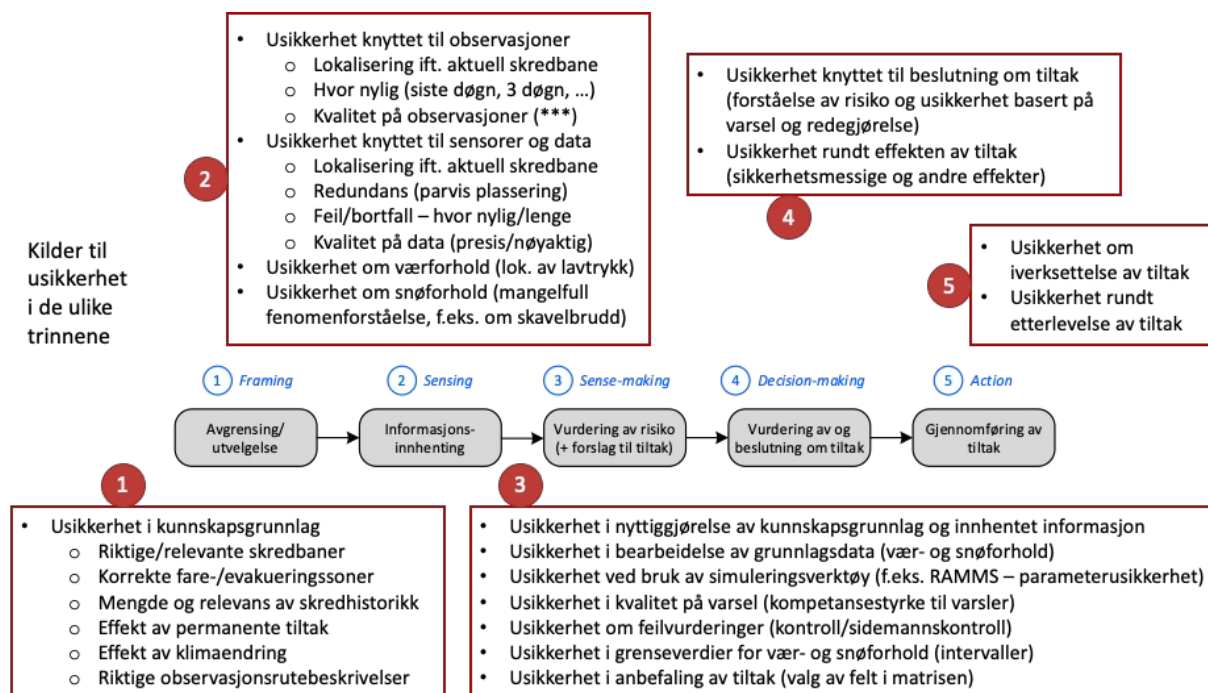 • Usikkerhet knyttet til observasjoner
o Lokalisering ift. aktuell skredbane
o Hvor nylig (siste døgn, 3 døgn, ...)
o Kvalitet på observasjoner (***)
• Usikkerhet knyttet til sensorer og data
o Lokalisering ift. aktuell skredbane
o Redundans (parvis plassering)
o Feil/bortfall – hvor nylig/lenge
o Kvalitet på data (presis/nøyaktig)
• Usikkerhet om værforhold (lok. av lavtrykk)
• Usikkerhet om snøforhold (mangelfull
fenomenforståelse, f.eks. om skavelbrudd)
2
• Usikkerhet knyttet til beslutning om tiltak
(forståelse av risiko og usikkerhet basert på
varsel og redegjørelse)
• Usikkerhet rundt effekten av tiltak
(sikkerhetsmessige og andre effekter)
4
• Usikkerhet om
iverksettelse av tiltak
• Usikkerhet rundt
etterlevelse av tiltak
5
Kilder til
usikkerhet
i de ulike
trinnene
1 Framing
2 Sensing
3 Sense-making
4 Decision-making
5 Action
Avgrensing/
utvelgelse
Informasjons-
innhenting
Vurdering av risiko
(+ forslag til tiltak)
Vurdering av og
beslutning om tiltak
Gjennomføring av
tiltak
1
• Usikkerhet i kunnskapsgrunnlag
o Riktige/relevante skredbaner
o Korrekte fare-/evakueringssoner
o Mengde og relevans av skredhistorikk
o Effekt av permanente tiltak
o Effekt av klimaendring
o Riktige observasjonsrutebeskrivelser
3
• Usikkerhet i nyttiggjørelse av kunnskapsgrunnlag og innhentet informasjon
• Usikkerhet i bearbeidelse av grunnlagsdata (vær- og snøforhold)
• Usikkerhet ved bruk av simuleringsverktøy (f.eks. RAMMS – parameterusikkerhet)
• Usikkerhet i kvalitet på varsel (kompetansestyrke til varsler)
• Usikkerhet om feilvurderinger (kontroll/sidemannskontroll)
• Usikkerhet i grenseverdier for vær- og snøforhold (intervaller)
• Usikkerhet i anbefaling av tiltak (valg av felt i matrisen)